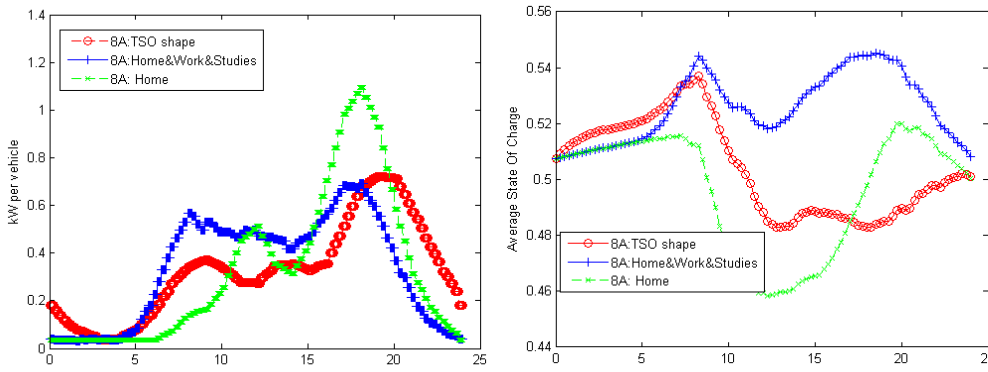 1.4
1.2
1
0.8
0.6
0.4
0.2
0
kW per vehicle
8A:TSO shape
8A:Home&Work&Studies
8A: Home
0 5 10 15 20 25
0.56
0.54
0.52
0.5
0.48
0.46
0.44
Average State Of Charge
8A:TSO shape
8A:Home&Work&Studies
8A: Home
0 5 10 15 20 25